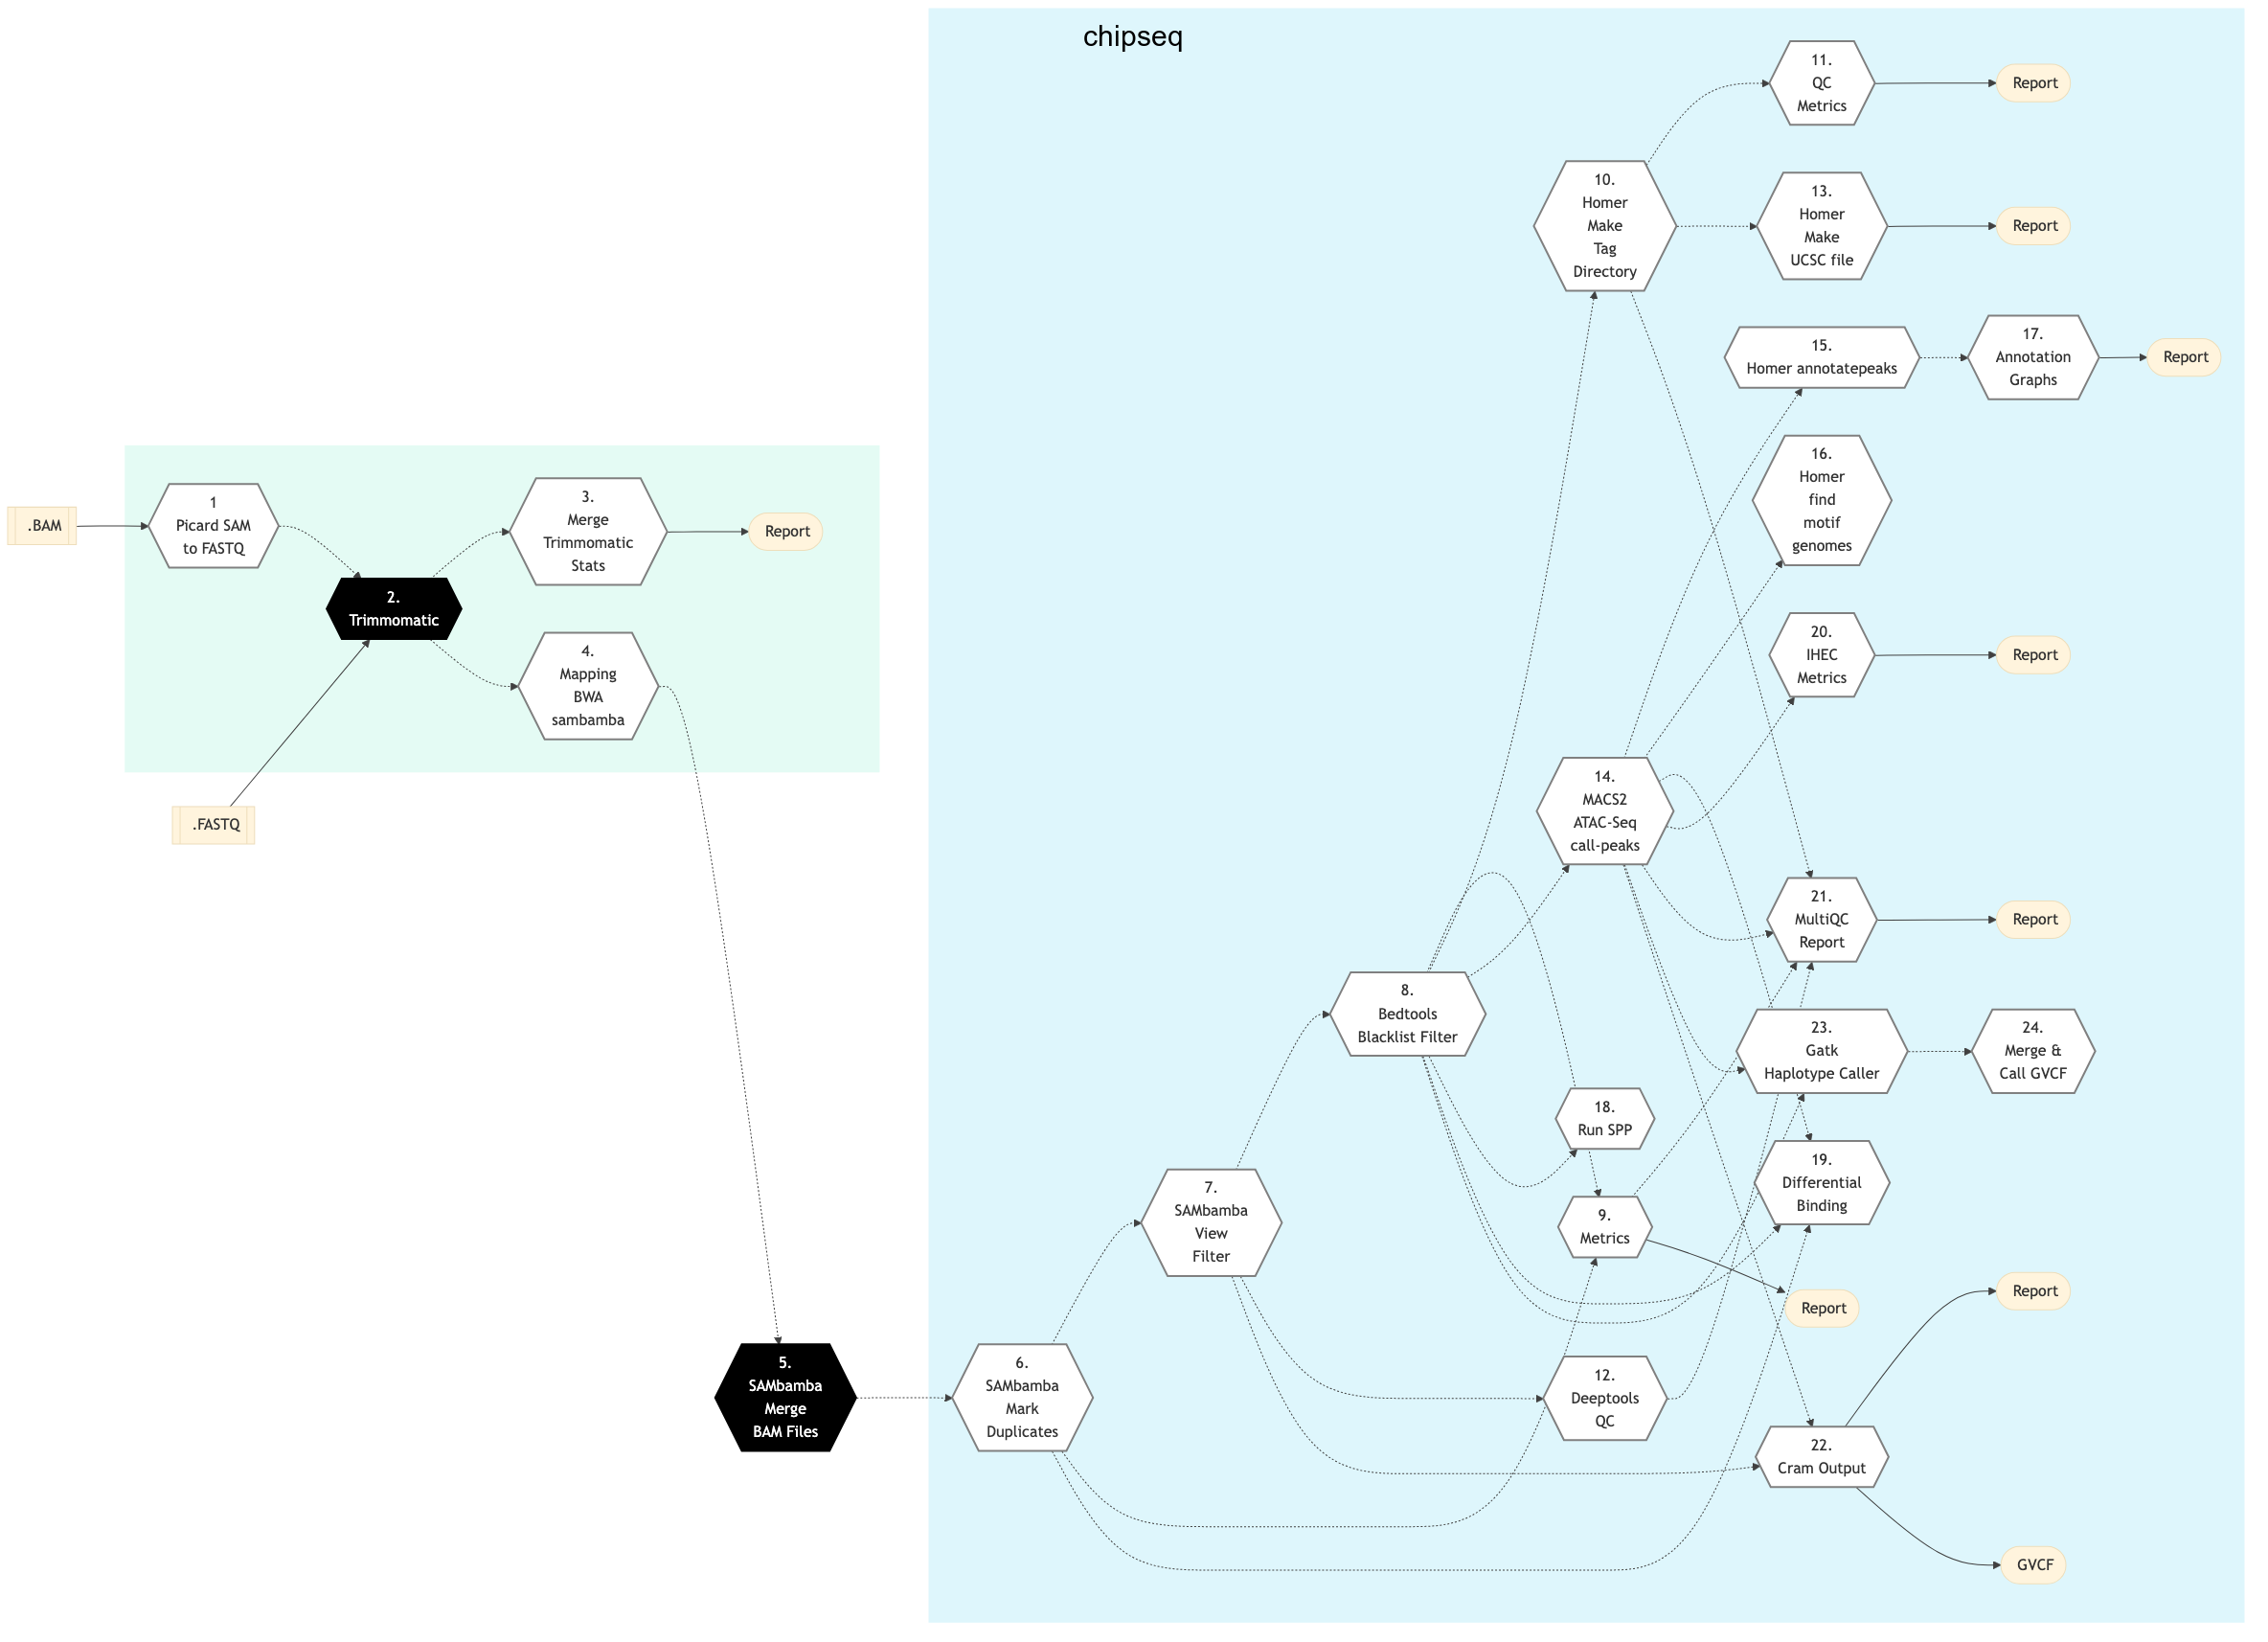 chipseq
.BAM
1
Picard SAM
to FASTQ
2.
Trimmomatic
3.
Merge
Trimmomatic
Stats
Report
4.
Mapping
BWA
sambamba
.FASTQ
5.
SAMbamba
Merge
BAM Files
6.
SAMbamba
Mark
Duplicates
7.
SAMbamba
View
Filter
8.
Bedtools
Blacklist Filter
10.
Homer
Make
Tag
Directory
14.
MACS2
ATAC-Seq
call-peaks
18.
Run SPP
9.
Metrics
Report
12.
Deeptools
QC
11.
QC
Metrics
Report
13.
Homer
Make
UCSC file
Report
15.
Homer annotatepeaks
17.
Annotation
Graphs
Report
16.
Homer
find
motif
genomes
20.
IHEC
Metrics
Report
21.
MultiQC
Report
Report
23.
Gatk
Haplotype Caller
24.
Merge &
Call GVCF
19.
Differential
Binding
22.
Cram Output
Report
GVCF